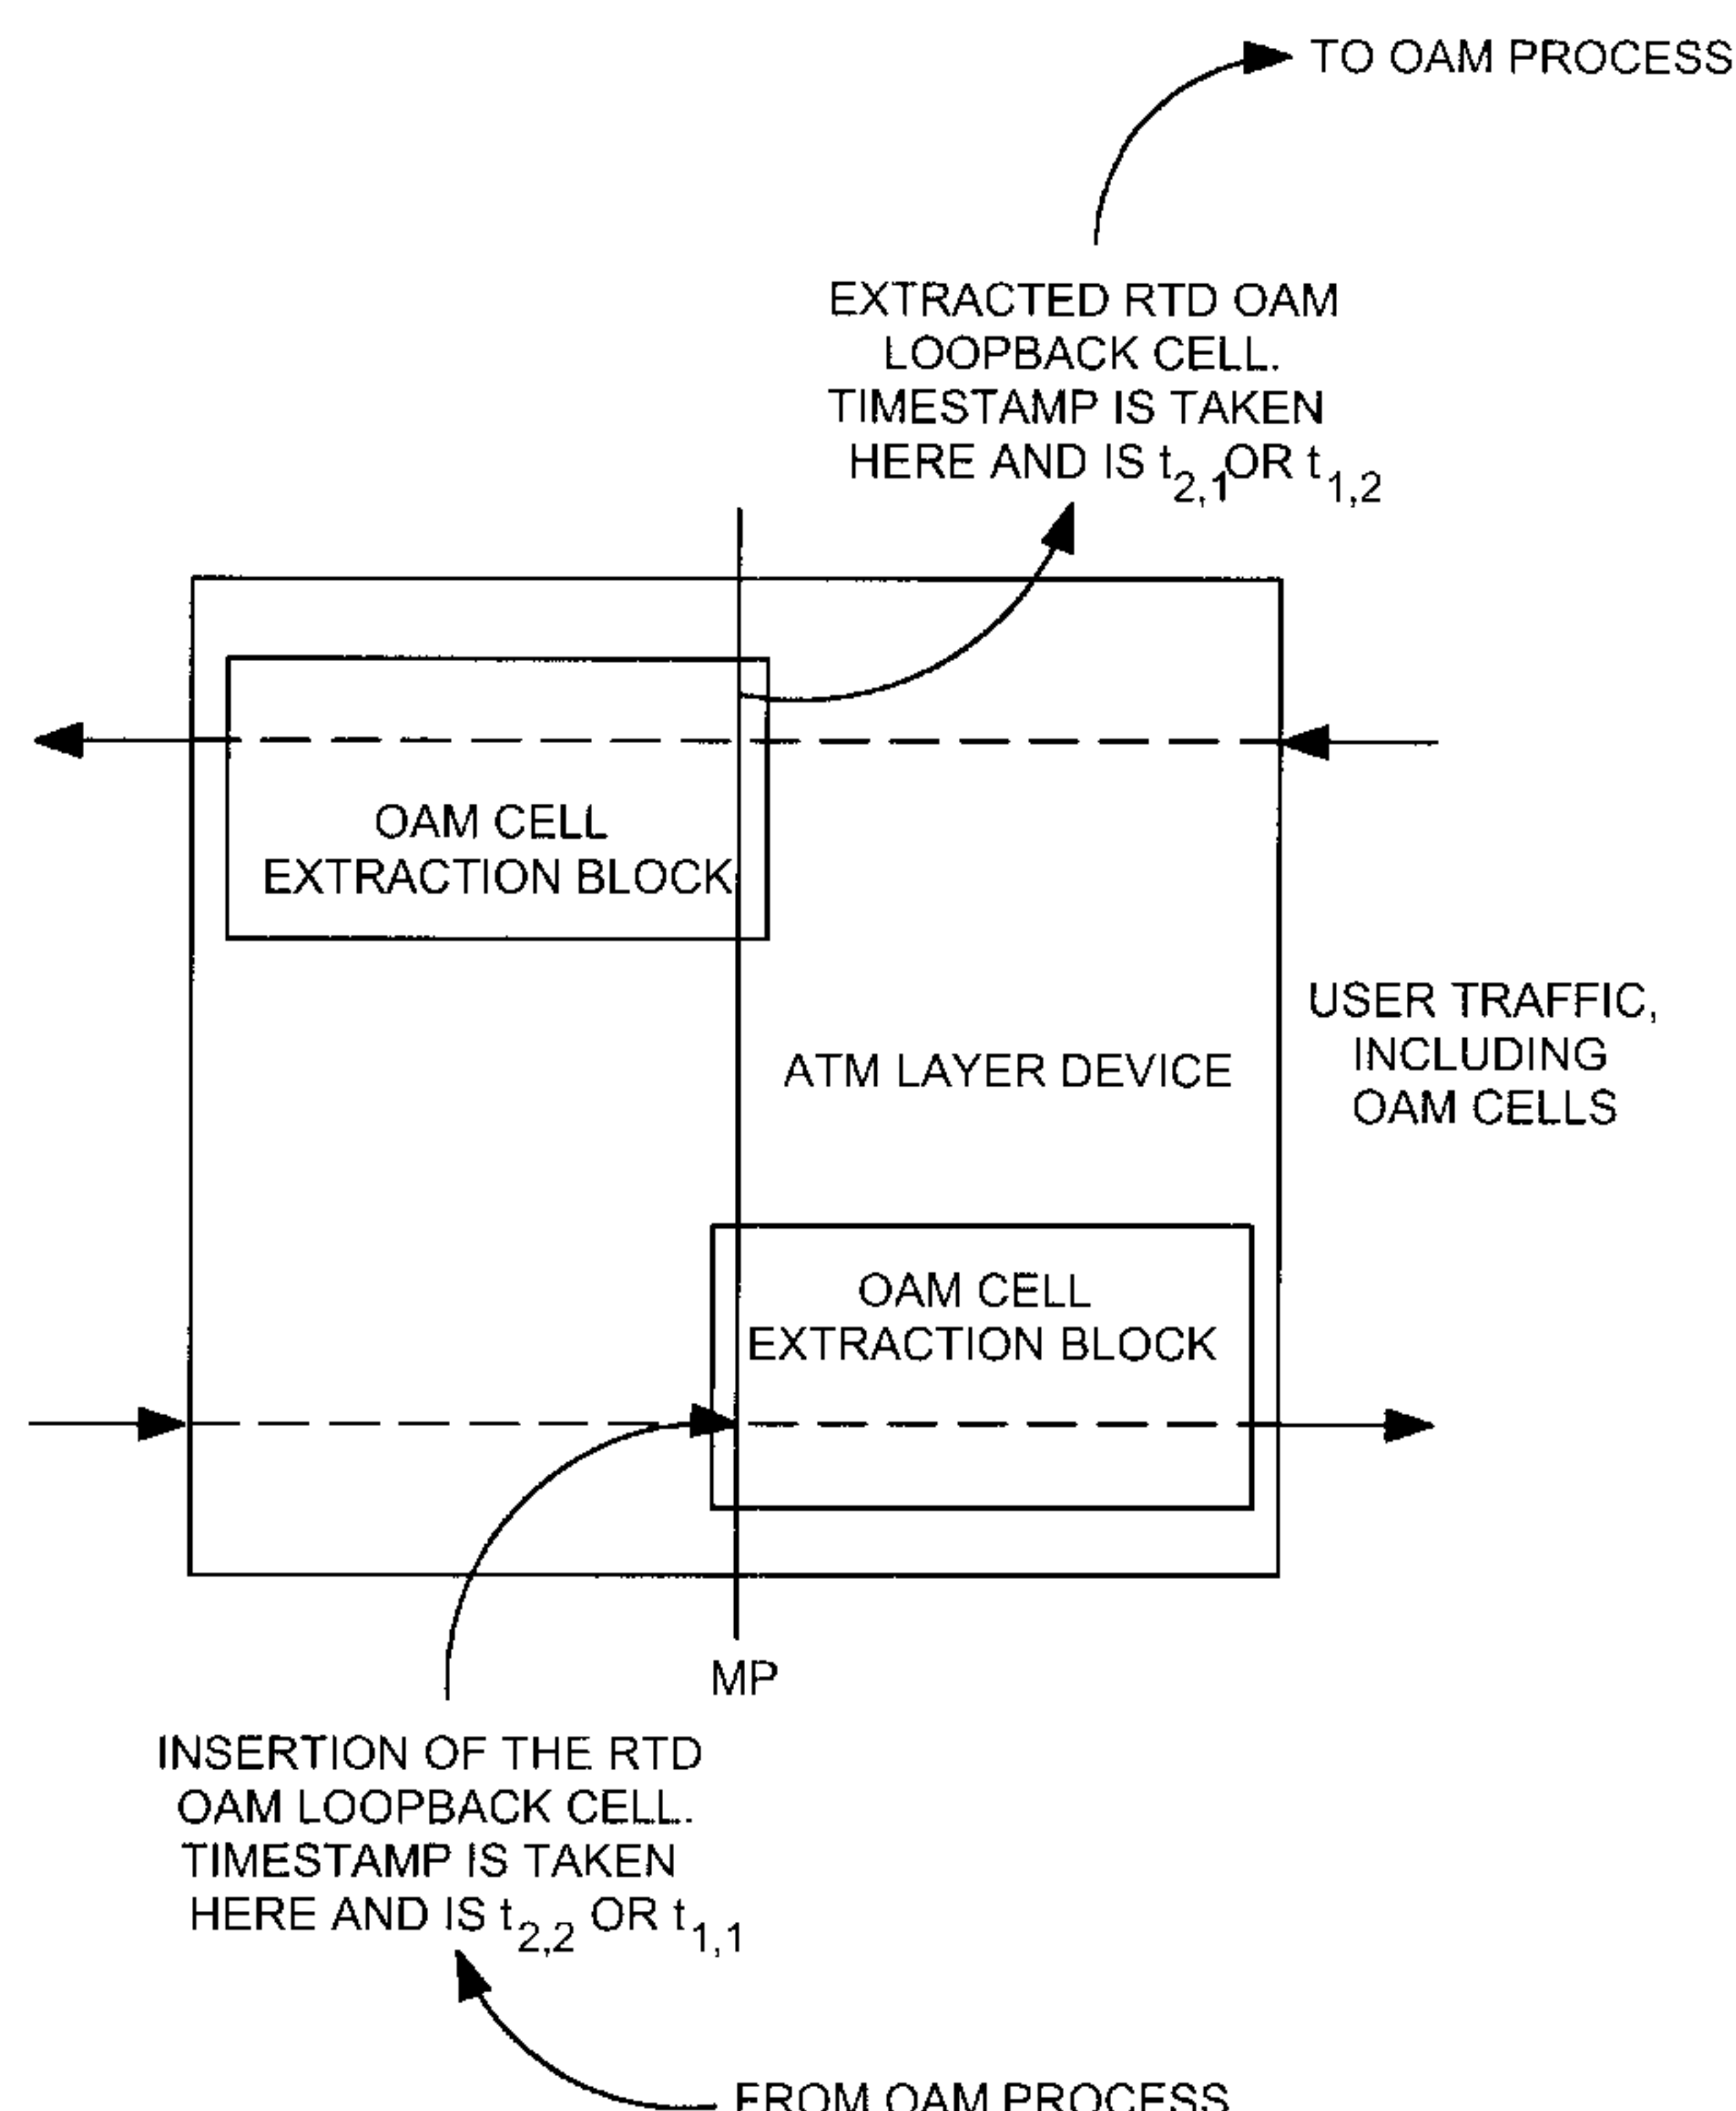 TO OAM PROCESS
EXTRACTED RTD OAM
LOOPBACK CELL.
TIMESTAMP IS TAKEN
HERE AND IS t2,1 OR t1,2
OAM CELL
EXTRACTION BLOCK
USER TRAFFIC,
INCLUDING
OAM CELLS
ATM LAYER DEVICE
OAM CELL
EXTRACTION BLOCK
MP
INSERTION OF THE RTD
OAM LOOPBACK CELL.
TIMESTAMP IS TAKEN
HERE AND IS t2,2 OR t1,1
FROM OAM PROCESS